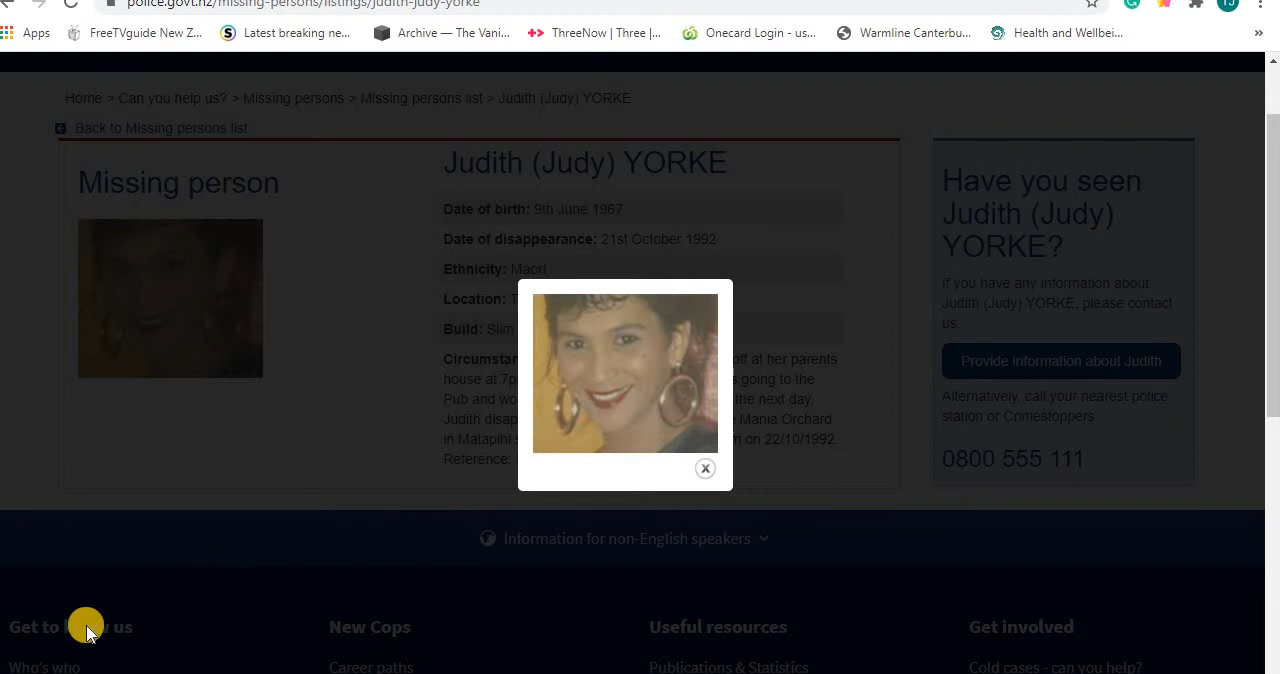 police.govt.nz/missing-persons/listings/judith-judy-yorke
Apps FreeTVguide New Z... Latest breaking ne... Archive — The Vani... ThreeNow | Three |... Onecard Login - us... Warmline Canterbu... Health and Wellbei... »
Home > Can you help us? > Missing persons > Missing persons list > Judith (Judy) YORKE
Back to Missing persons list
Missing person
Judith (Judy) YORKE
Date of birth: 9th June 1967
Date of disappearance: 21st October 1992
Ethnicity: Maori
Location:
Build: Slim
Circumstan off at her parents
house at 7p s going to the
Pub and wo the next day,
Judith disap Mania Orchard
in Matapihi m on 22/10/1992.
Reference:
X
Have you seen
Judith (Judy)
YORKE?
If you have any information about
Judith (Judy) YORKE, please contact
us.
Provide information about Judith
Alternatively, call your nearest police
station or Crimestoppers
0800 555 111
Information for non-English speakers
Get to us
Who's who
New Cops
Career paths
Useful resources
Publications & Statistics
Get involved
Cold cases - can you help?